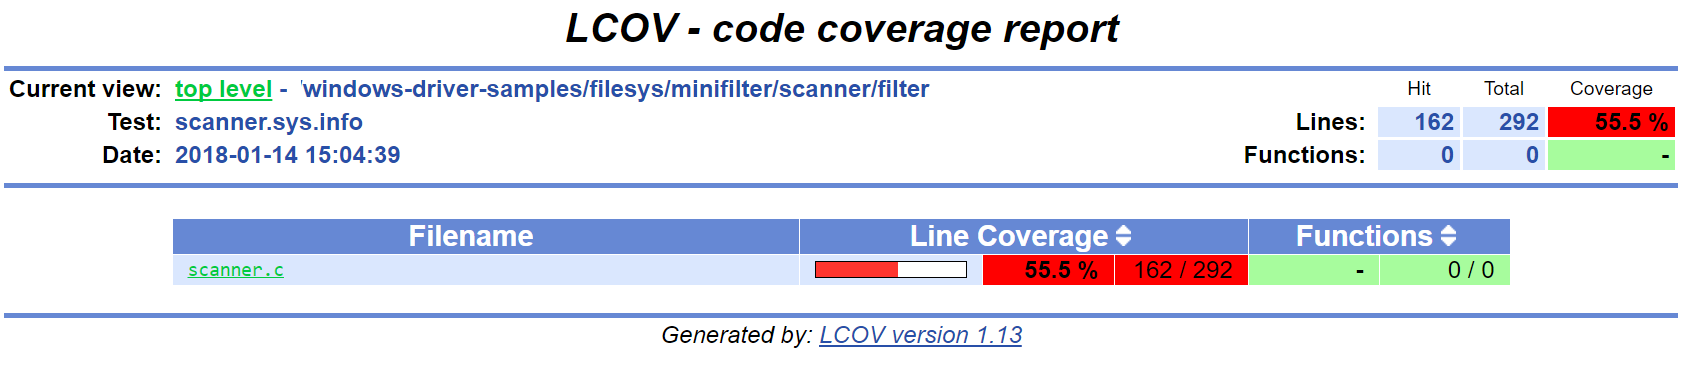 LCOV - code coverage report
Current view: top level - 'windows-driver-samples/filesys/minifilter/scanner/filter
Hit Total Coverage
Test: scanner.sys.info
Lines: 162 292 55.5 %
Date: 2018-01-14 15:04:39
Functions: 0 0 -
Filename Line Coverage Functions
scanner.c 55.5 % 162 / 292 - 0 / 0
Generated by: LCOV version 1.13